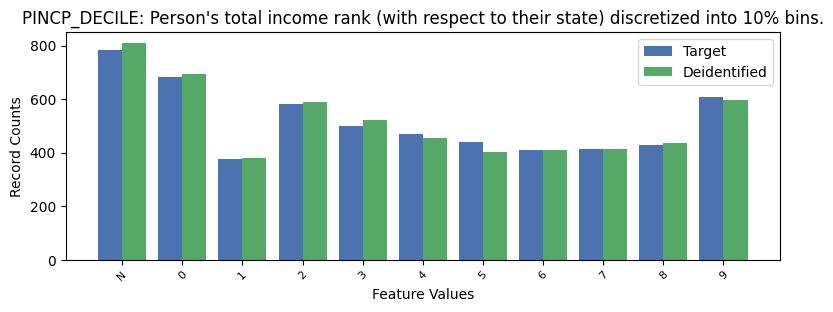 PINCP_DECILE: Person's total income rank (with respect to their state) discretized into 10% bins.
Target
Deidentified
Record Counts
800
600
400
200
0
N 0 1 2 3 4 5 6 7 8 9
Feature Values